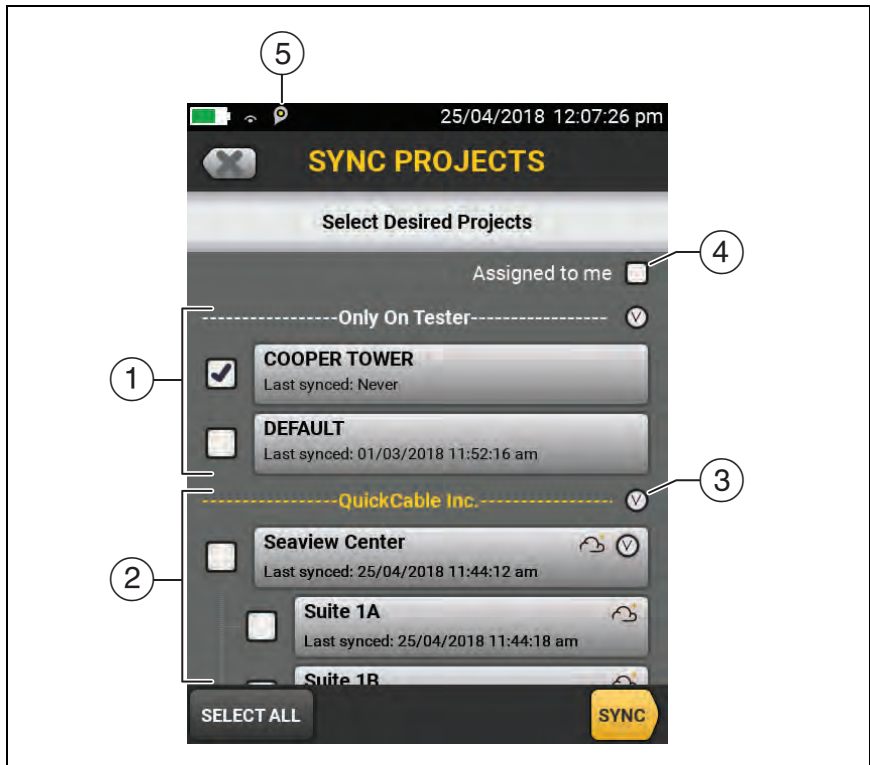 5
25/04/2018 12:07:26 pm
SYNC PROJECTS
Select Desired Projects
4
Assigned to me
Only On Tester
1
COOPER TOWER
Last synced: Never
DEFAULT
Last synced: 01/03/2018 11:52:16 am
3
QuickCable Inc.
2
Seaview Center
Last synced: 25/04/2018 11:44:12 am
Suite 1A
Last synced: 25/04/2018 11:44:18 am
Suite 1B
SELECT ALL
SYNC